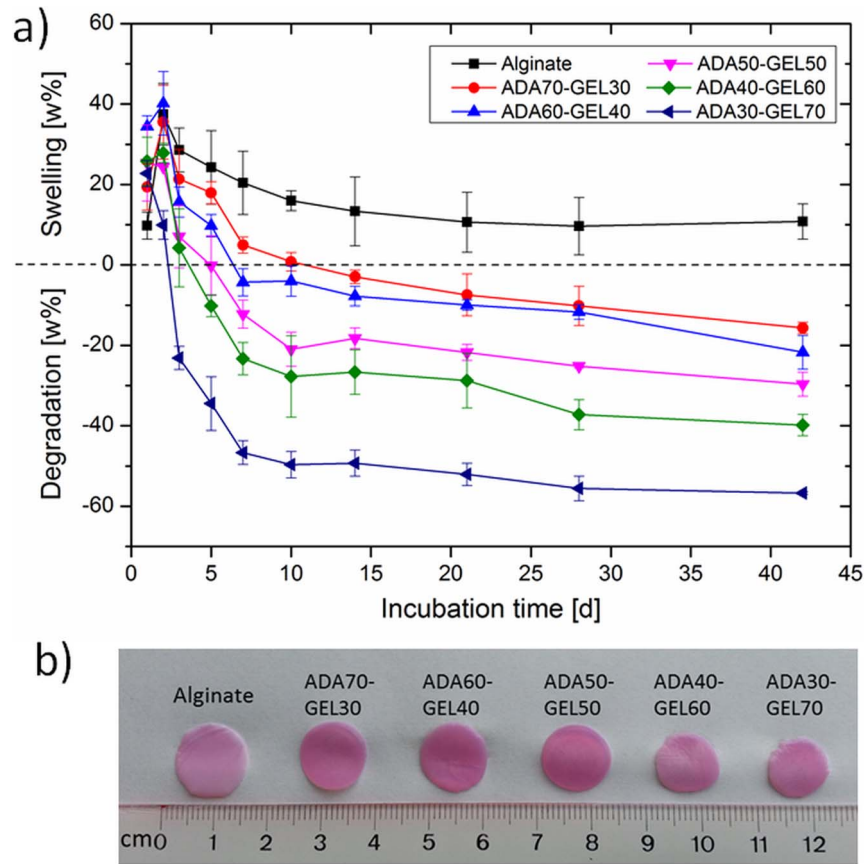 a)
Swelling [w%]
Degradation [w%]
60
40
20
0
-20
-40
-60
Alginate
ADA70-GEL30
ADA60-GEL40
ADA50-GEL50
ADA40-GEL60
ADA30-GEL70
0 5 10 15 20 25 30 35 40 45
Incubation time [d]
b)
Alginate
ADA70-
GEL30
ADA60-
GEL40
ADA50-
GEL50
ADA40-
GEL60
ADA30-
GEL70
cm 0 1 2 3 4 5 6 7 8 9 10 11 12